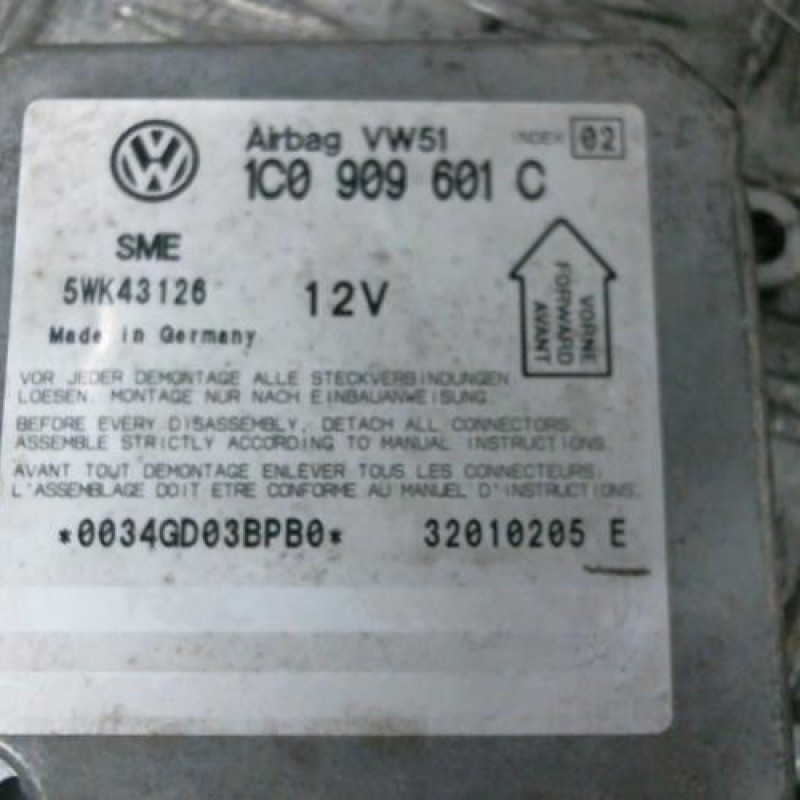 Airbag VW51 INDEX 02
1C0 909 601 C
SME
5WK43126 12V
Made in Germany
VORNE
FORWARD
AVANT
VOR JEDER DEMONTAGE ALLE STECKVERBINDUNGEN
LOESEN. MONTAGE NUR NACH EINBAUANWEISUNG.
BEFORE EVERY DISASSEMBLY, DETACH ALL CONNECTORS.
ASSEMBLE STRICTLY ACCORDING TO MANUAL INSTRUCTIONS.
AVANT TOUT DEMONTAGE ENLEVER TOUS LES CONNECTEURS;
L'ASSEMBLAGE DOIT ETRE CONFORME AU MANUEL D'INSTRUCTIONS.
*0034GD03BPB0* 32010205 E